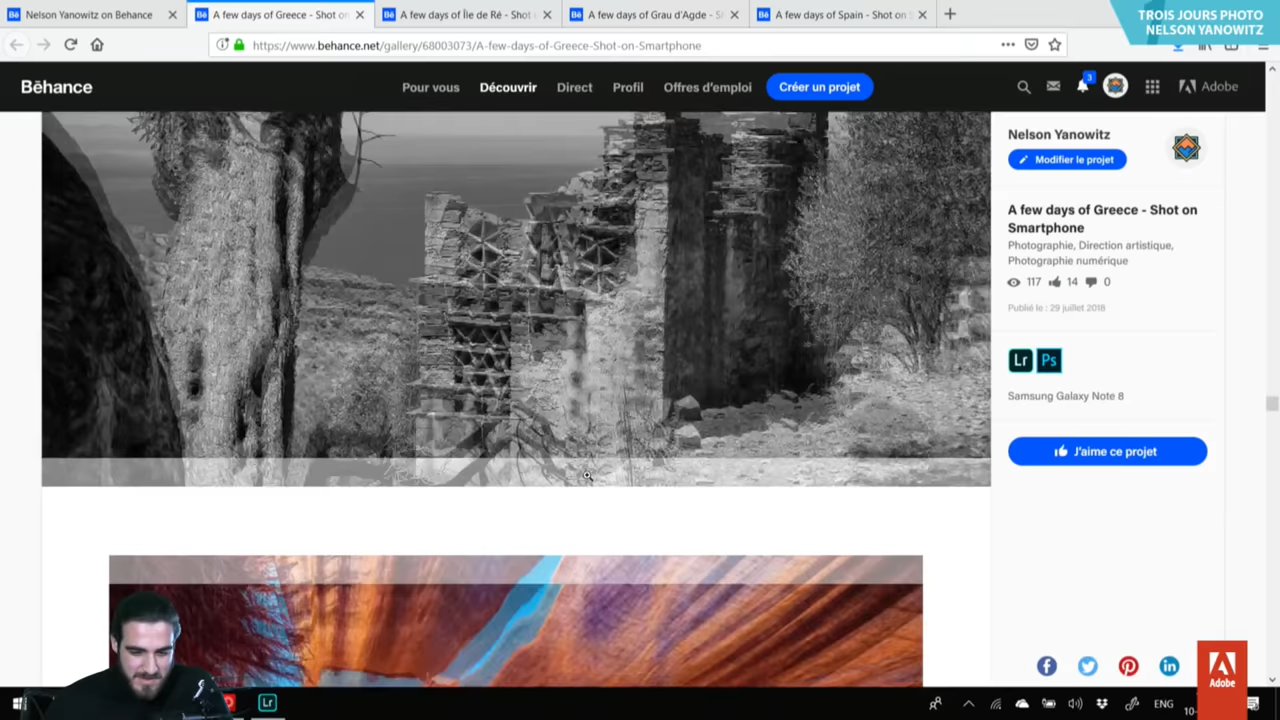 Nelson Yanowitz on Behance
A few days of Greece - Shot on
A few days of Île de Ré - Shot
A few days of Grau d'Agde - S
A few days of Spain - Shot on
TROIS JOURS PHOTO
NELSON YANOWITZ
https://www.behance.net/gallery/68003073/A-few-days-of-Greece-Shot-on-Smartphone
Bēhance
Pour vous
Découvrir
Direct
Profil
Offres d'emploi
Créer un projet
3
Adobe
Nelson Yanowitz
Modifier le projet
A few days of Greece - Shot on
Smartphone
Photographie, Direction artistique,
Photographie numérique
117
14
0
Publié le : 29 juillet 2018
Lr
Ps
Samsung Galaxy Note 8
J'aime ce projet
Lr
ENG
10-
Adobe